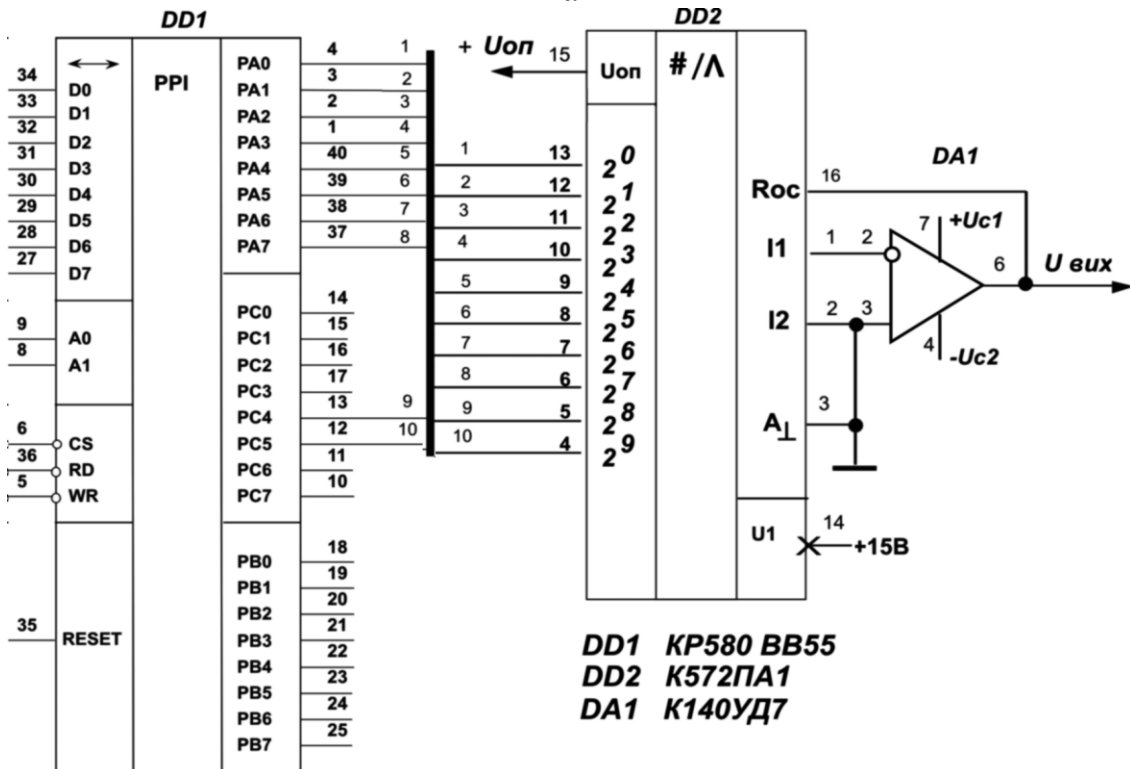 DD1
DD2
PPI
34 D0
33 D1
32 D2
31 D3
30 D4
29 D5
28 D6
27 D7
9 A0
8 A1
6 CS
36 RD
5 WR
35 RESET
PA0 4 1
PA1 3 2
PA2 2 3
PA3 1 4
PA4 40 5
PA5 39 6
PA6 38 7
PA7 37 8
PC0 14
PC1 15
PC2 16
PC3 17
PC4 13 9
PC5 12 10
PC6 11
PC7 10
PB0 18
PB1 19
PB2 20
PB3 21
PB4 22
PB5 23
PB6 24
PB7 25
+ Uоп 15 Uоп #/Λ
1 13 2^0
2 12 2^1
3 11 2^2
4 10 2^3
5 9 2^4
6 8 2^5
7 7 2^6
8 6 2^7
9 5 2^8
10 4 2^9
DA1
Rос 16
I1 1 2 7 +Uс1
6 U вих
I2 2 3 4 -Uс2
A⊥ 3
U1 14 +15В
DD1 КР580 ВВ55
DD2 К572ПА1
DA1 К140УД7